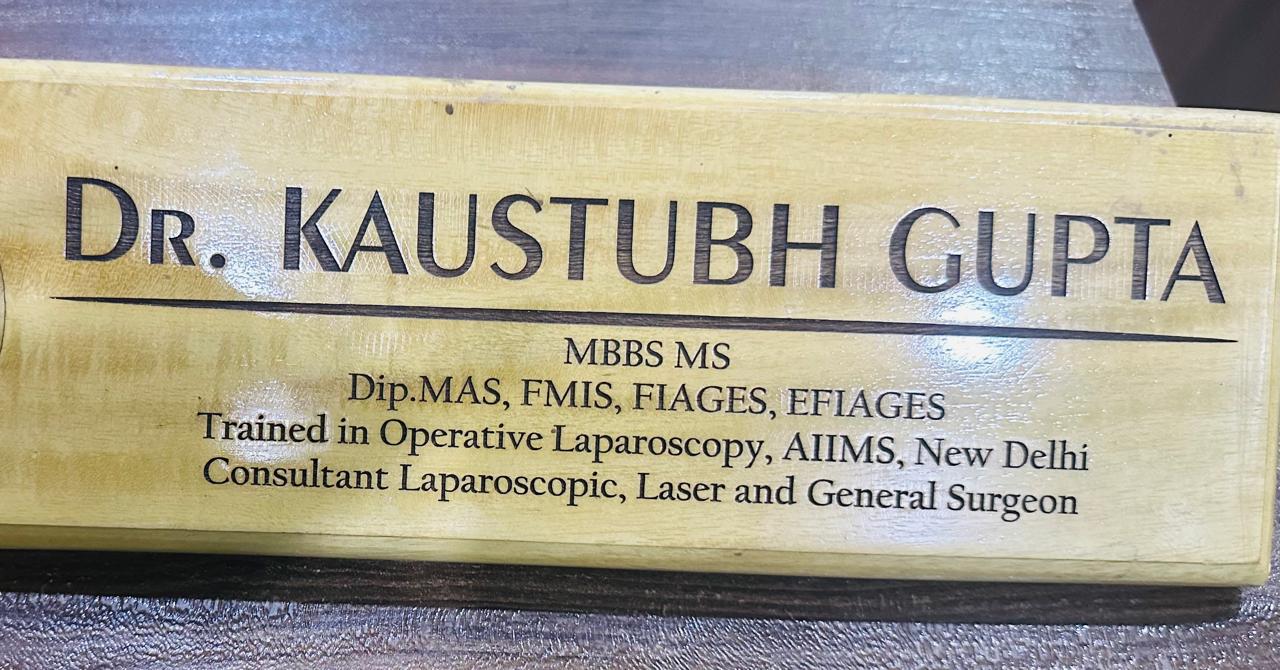 DR. KAUSTUBH GUPTA
MBBS MS
Dip.MAS, FMIS, FIAGES, EFIAGES
Trained in Operative Laparoscopy, AIIMS, New Delhi
Consultant Laparoscopic, Laser and General Surgeon